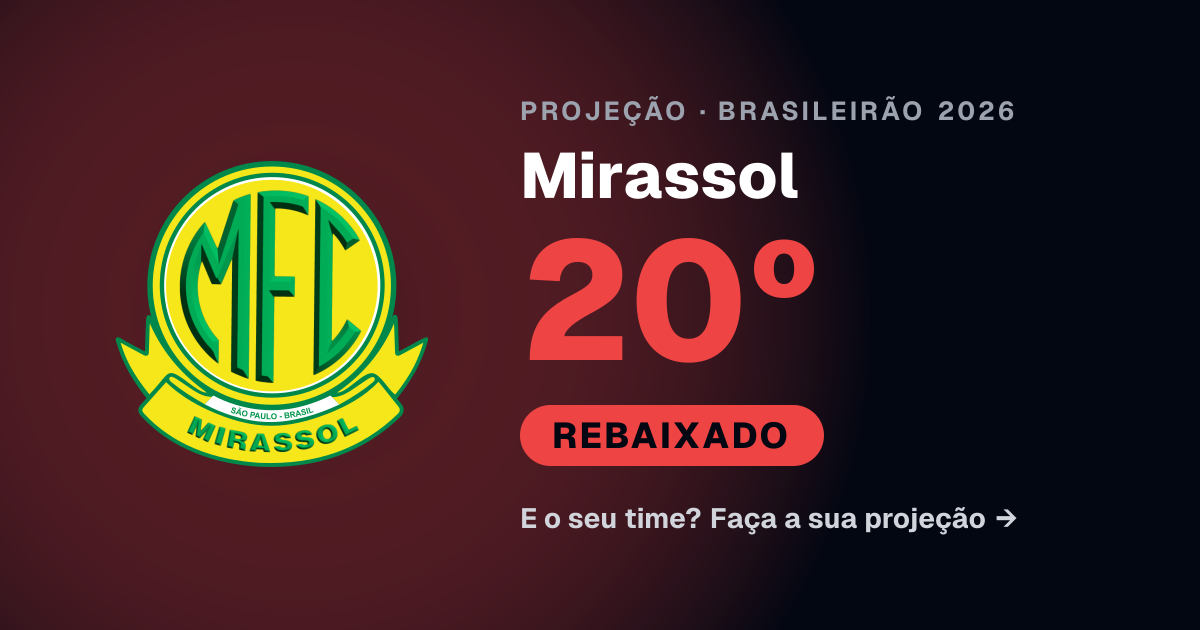 MFC
SÃO PAULO - BRASIL
MIRASSOL
PROJEÇÃO · BRASILEIRÃO 2026
Mirassol
20º
REBAIXADO
E o seu time? Faça a sua projeção →